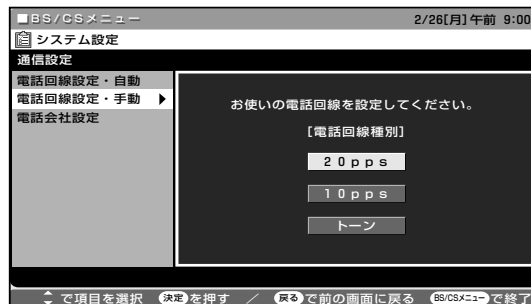 ■BS/CSメニュー 2/26[月]午前 9:00
システム設定
通信設定
電話回線設定・自動
電話回線設定・手動 ▶
電話会社設定
お使いの電話回線を設定してください。
[電話回線種別]
20pps
10pps
トーン
で項目を選択 決定を押す / 戻るで前の画面に戻る BS/CSメニューで終了